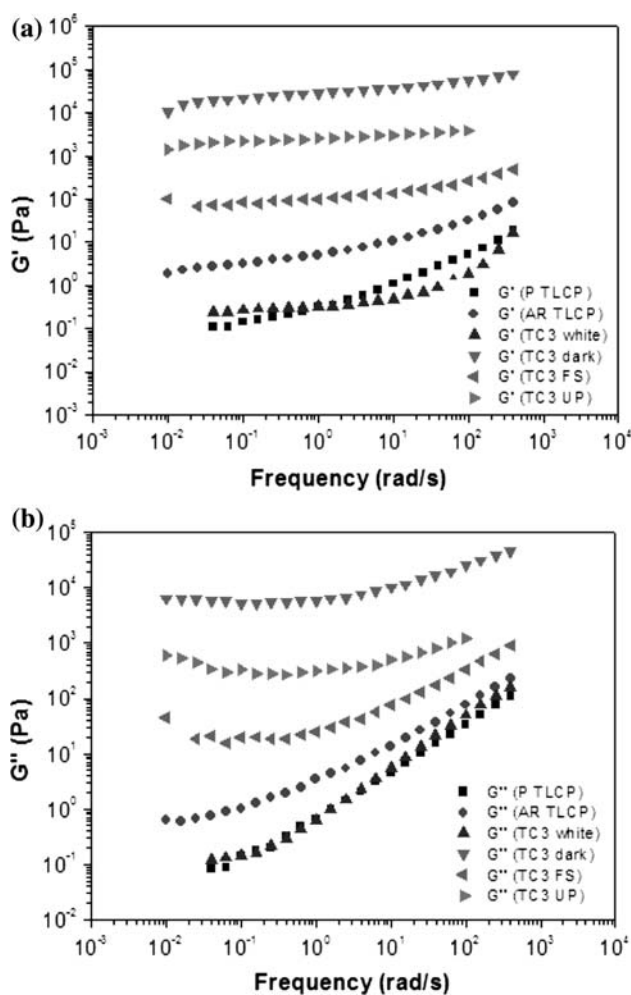 (a)
10^6
10^5
10^4
10^3
10^2
10^1
10^0
10^-1
10^-2
10^-3
G' (Pa)
G' (P TLCP)
G' (AR TLCP)
G' (TC3 white)
G' (TC3 dark)
G' (TC3 FS)
G' (TC3 UP)
10^-3 10^-2 10^-1 10^0 10^1 10^2 10^3 10^4
Frequency (rad/s)
(b)
10^5
10^4
10^3
10^2
10^1
10^0
10^-1
10^-2
G'' (Pa)
G'' (P TLCP)
G'' (AR TLCP)
G'' (TC3 white)
G'' (TC3 dark)
G'' (TC3 FS)
G'' (TC3 UP)
10^-3 10^-2 10^-1 10^0 10^1 10^2 10^3 10^4
Frequency (rad/s)